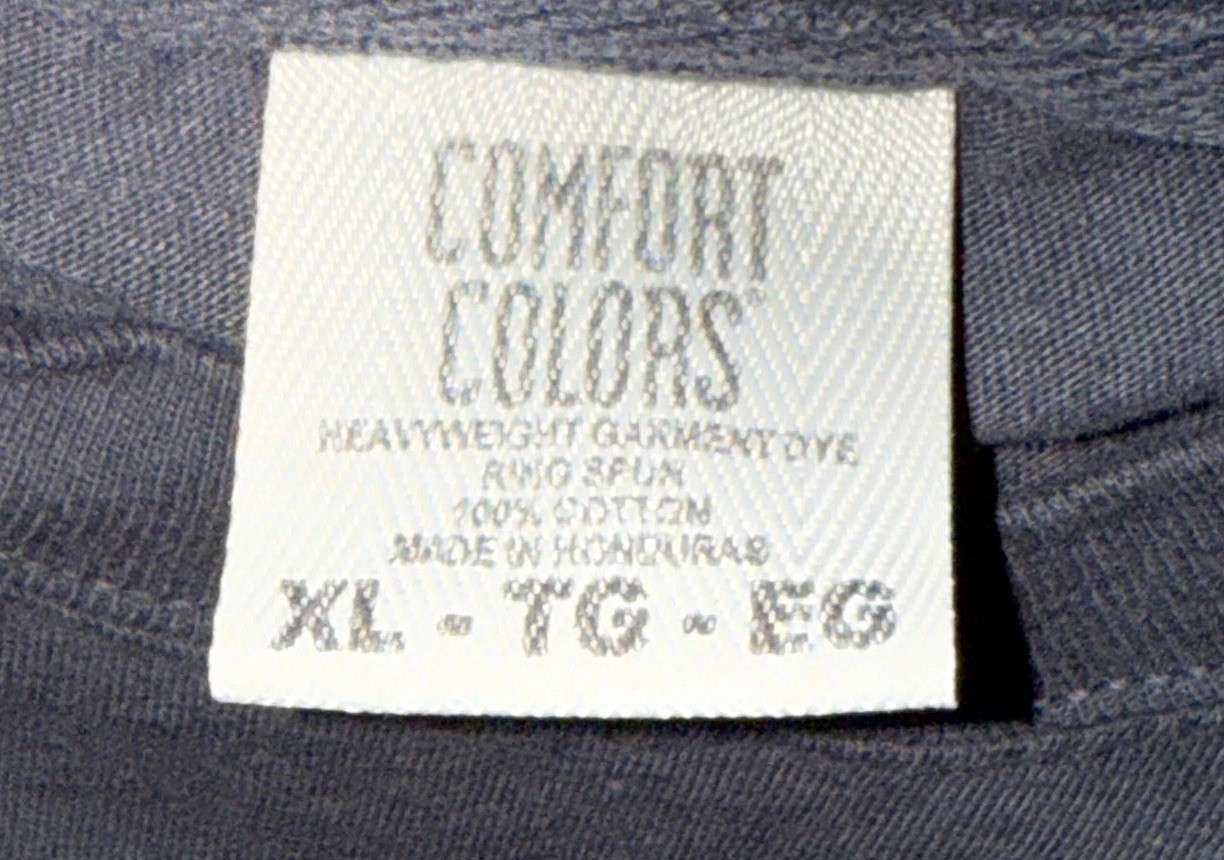 COMFORT
COLORS
HEAVYWEIGHT GARMENT DYE
RING SPUN
100% COTTON
MADE IN HONDURAS
XL - TG - EG